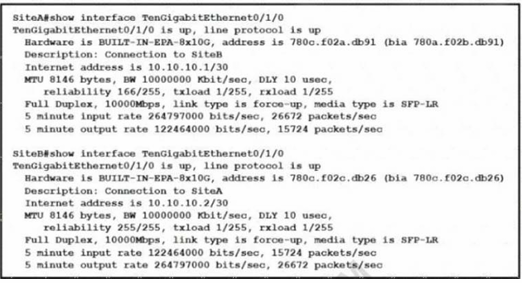 SiteA#show interface TenGigabitEthernet0/1/0
TenGigabitEthernet0/1/0 is up, line protocol is up
Hardware is BUILT-IN-EPA-8x10G, address is 780c.f02a.db91 (bia 780a.f02b.db91)
Description: Connection to SiteB
Internet address is 10.10.10.1/30
MTU 8146 bytes, BW 10000000 Kbit/sec, DLY 10 usec,
reliability 166/255, txload 1/255, rxload 1/255
Full Duplex, 10000Mbps, link type is force-up, media type is SFP-LR
5 minute input rate 264797000 bits/sec, 26672 packets/sec
5 minute output rate 122464000 bits/sec, 15724 packets/sec
SiteB#show interface TenGigabitEthernet0/1/0
TenGigabitEthernet0/1/0 is up, line protocol is up
Hardware is BUILT-IN-EPA-8x10G, address is 780c.f02c.db26 (bia 780c.f02c.db26)
Description: Connection to SiteA
Internet address is 10.10.10.2/30
MTU 8146 bytes, BW 10000000 Kbit/sec, DLY 10 usec,
reliability 255/255, txload 1/255, rxload 1/255
Full Duplex, 10000Mbps, link type is force-up, media type is SFP-LR
5 minute input rate 122464000 bits/sec, 15724 packets/sec
5 minute output rate 264797000 bits/sec, 26672 packets/sec